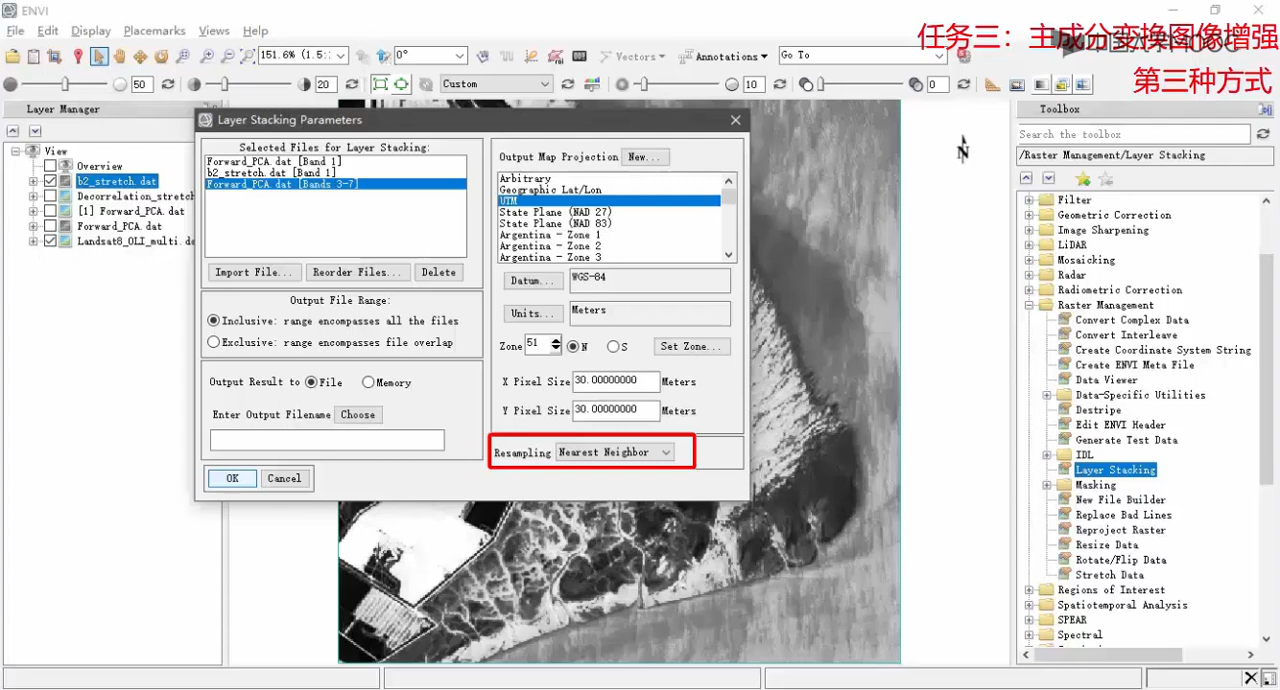 ENVI
File Edit Display Placemarks Views Help
任务三：主成分变换图像增强
151.6% (1.5: 0° Vectors Annotations Go To
50 20 Custom 10 0
第三种方式
Layer Manager
View
Overview
b2_stretch.dat
Decorrelation_stretch
[1] Forward_PCA.dat
Forward_PCA.dat
Landsat8_OLI_multi.da
Layer Stacking Parameters
Selected Files for Layer Stacking:
Forward_PCA.dat [Band 1]
b2_stretch.dat [Band 1]
Forward_PCA.dat [Bands 3-7]
Import File... Reorder Files... Delete
Output File Range:
Inclusive: range encompasses all the files
Exclusive: range encompasses file overlap
Output Result to File Memory
Enter Output Filename Choose
OK Cancel
Output Map Projection New...
Arbitrary
Geographic Lat/Lon
UTM
State Plane (NAD 27)
State Plane (NAD 83)
Argentina - Zone 1
Argentina - Zone 2
Argentina - Zone 3
Datum... WGS-84
Units... Meters
Zone 51 N S Set Zone...
X Pixel Size 30.00000000 Meters
Y Pixel Size 30.00000000 Meters
Resampling Nearest Neighbor
N
Toolbox
Search the toolbox
/Raster Management/Layer Stacking
Filter
Geometric Correction
Image Sharpening
LiDAR
Mosaicking
Radar
Radiometric Correction
Raster Management
Convert Complex Data
Convert Interleave
Create Coordinate System String
Create ENVI Meta File
Data Viewer
Data-Specific Utilities
Destripe
Edit ENVI Header
Generate Test Data
IDL
Layer Stacking
Masking
New File Builder
Replace Bad Lines
Reproject Raster
Resize Data
Rotate/Flip Data
Stretch Data
Regions of Interest
Spatiotemporal Analysis
SPEAR
Spectral